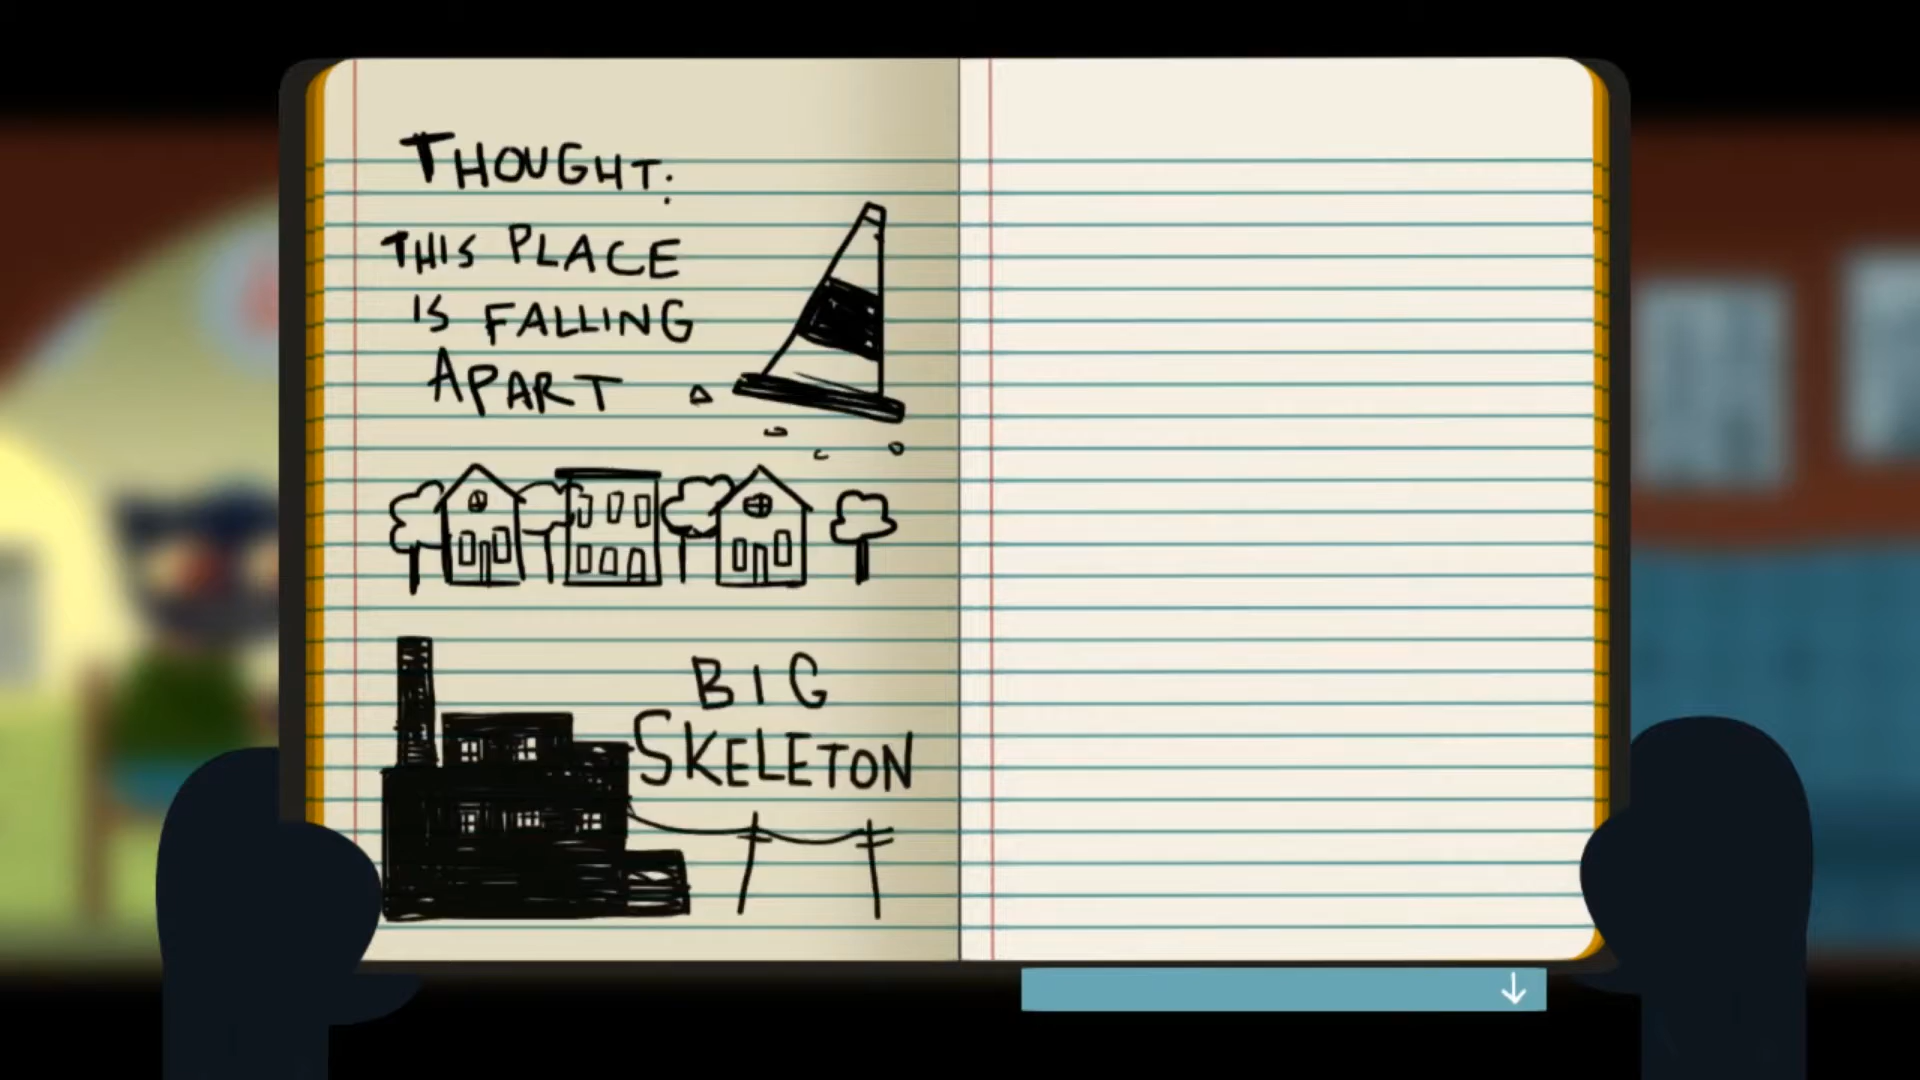 THOUGHT:
THIS PLACE
IS FALLING
APART
BIG
SKELETON